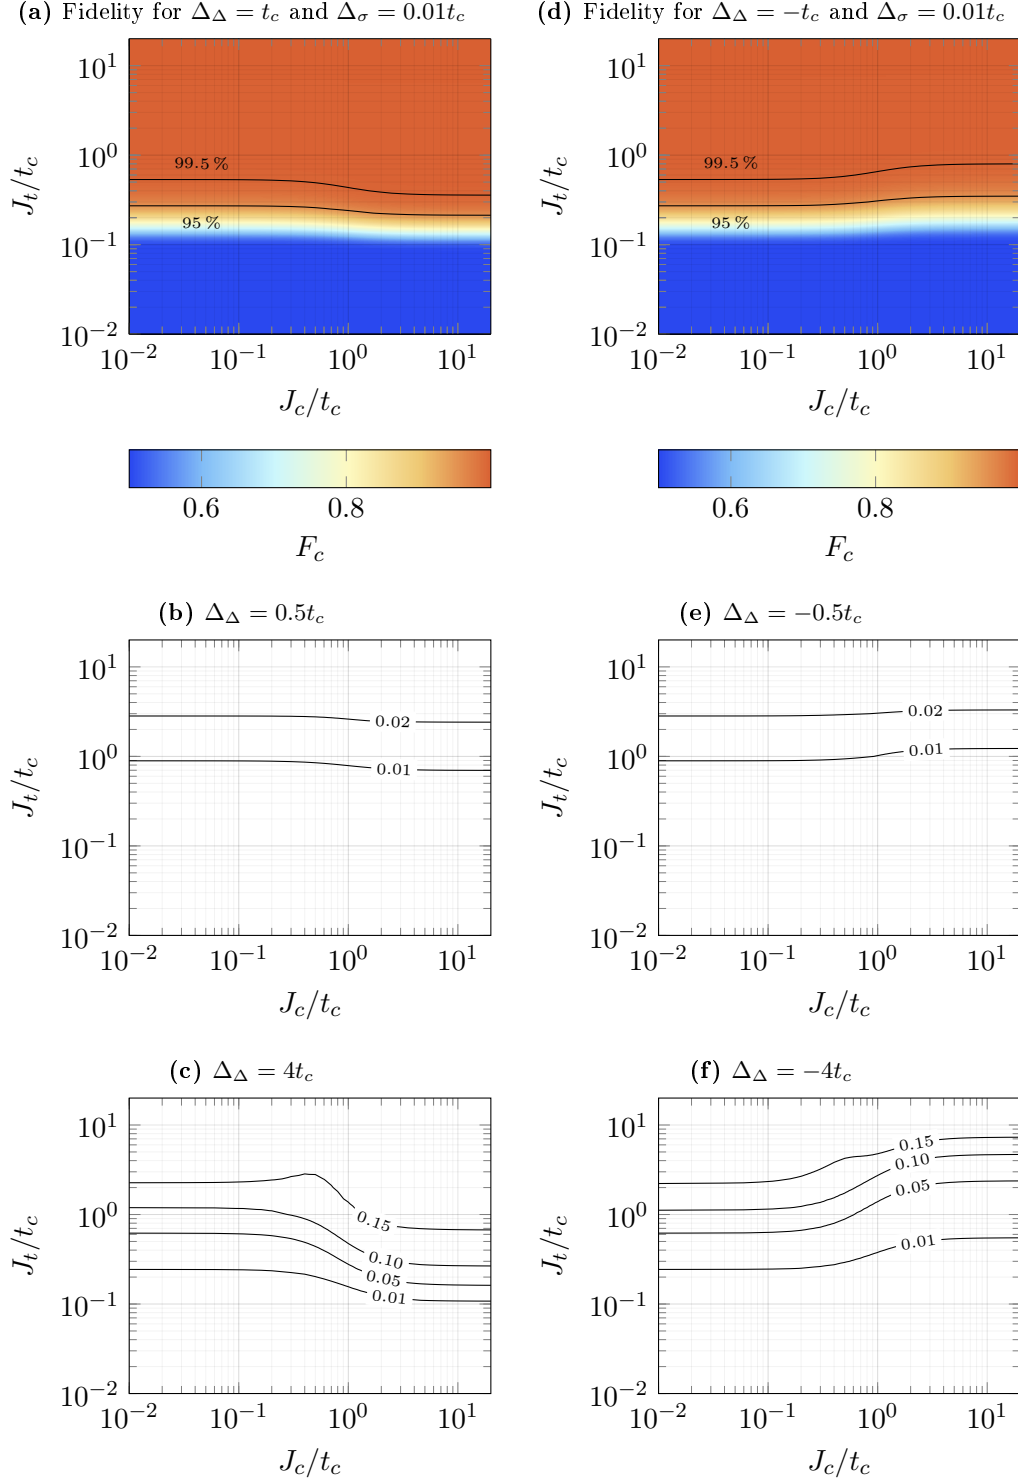 (a) Fidelity for Δ_Δ = t_c and Δ_σ = 0.01t_c
10^1
10^0
10^−1
10^−2
J_t/t_c
99.5 %
95 %
10^−2 10^−1 10^0 10^1
J_c/t_c
0.6 0.8
F_c
(d) Fidelity for Δ_Δ = −t_c and Δ_σ = 0.01t_c
10^1
10^0
10^−1
10^−2
J_t/t_c
99.5 %
95 %
10^−2 10^−1 10^0 10^1
J_c/t_c
0.6 0.8
F_c
(b) Δ_Δ = 0.5t_c
10^1
10^0
10^−1
10^−2
J_t/t_c
0.02
0.01
10^−2 10^−1 10^0 10^1
J_c/t_c
(e) Δ_Δ = −0.5t_c
10^1
10^0
10^−1
10^−2
J_t/t_c
0.02
0.01
10^−2 10^−1 10^0 10^1
J_c/t_c
(c) Δ_Δ = 4t_c
10^1
10^0
10^−1
10^−2
J_t/t_c
0.15
0.10
0.05
0.01
10^−2 10^−1 10^0 10^1
J_c/t_c
(f) Δ_Δ = −4t_c
10^1
10^0
10^−1
10^−2
J_t/t_c
0.15
0.10
0.05
0.01
10^−2 10^−1 10^0 10^1
J_c/t_c